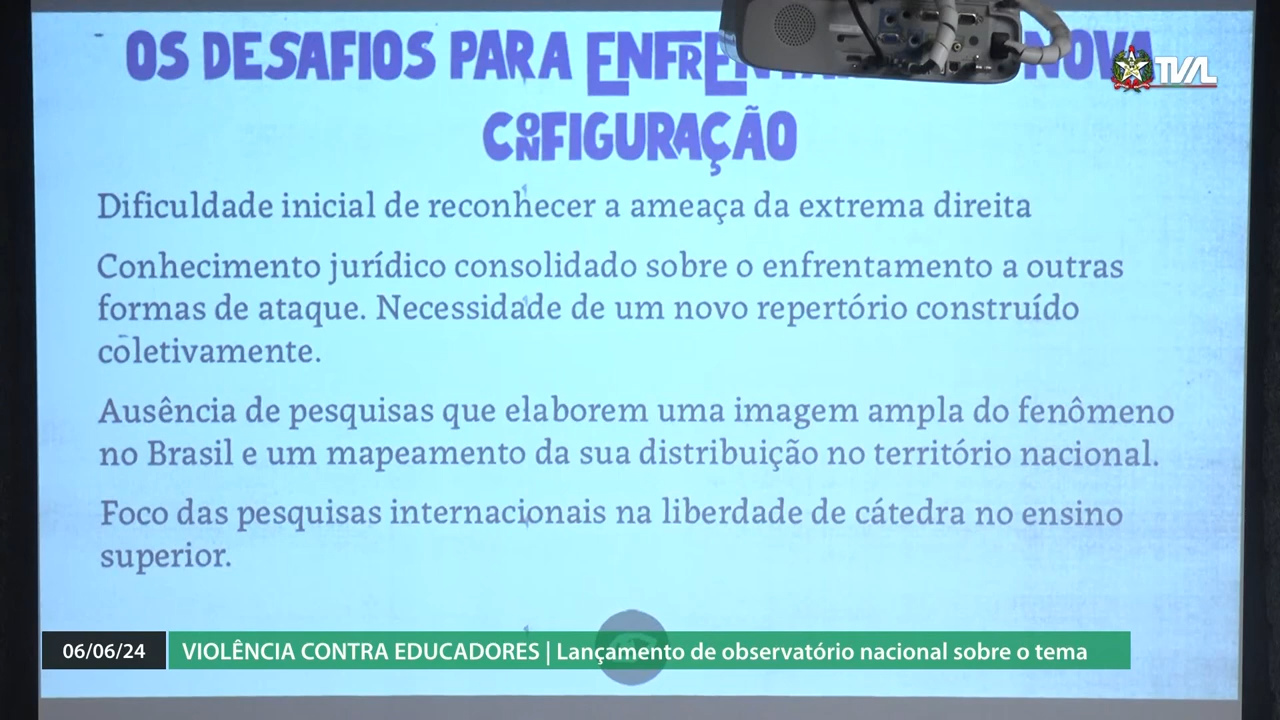 OS DESAFIOS PARA ENFRENTAR NOVA
CONFIGURAÇÃO
TVAL
Dificuldade inicial de reconhecer a ameaça da extrema direita
Conhecimento jurídico consolidado sobre o enfrentamento a outras
formas de ataque. Necessidade de um novo repertório construído
coletivamente.
Ausência de pesquisas que elaborem uma imagem ampla do fenômeno
no Brasil e um mapeamento da sua distribuição no território nacional.
Foco das pesquisas internacionais na liberdade de cátedra no ensino
superior.
06/06/24 VIOLÊNCIA CONTRA EDUCADORES | Lançamento de observatório nacional sobre o tema